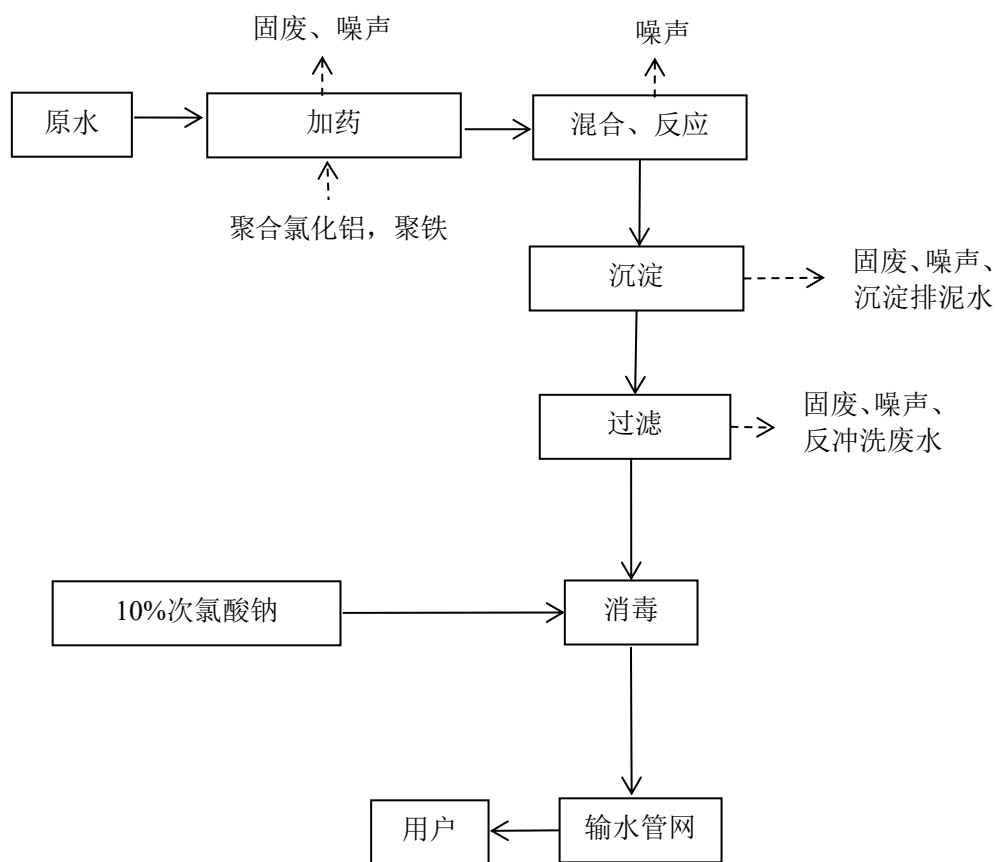 固废、噪声
噪声
原水
加药
混合、反应
聚合氯化铝，聚铁
沉淀
固废、噪声、
沉淀排泥水
过滤
固废、噪声、
反冲洗废水
10%次氯酸钠
消毒
用户
输水管网